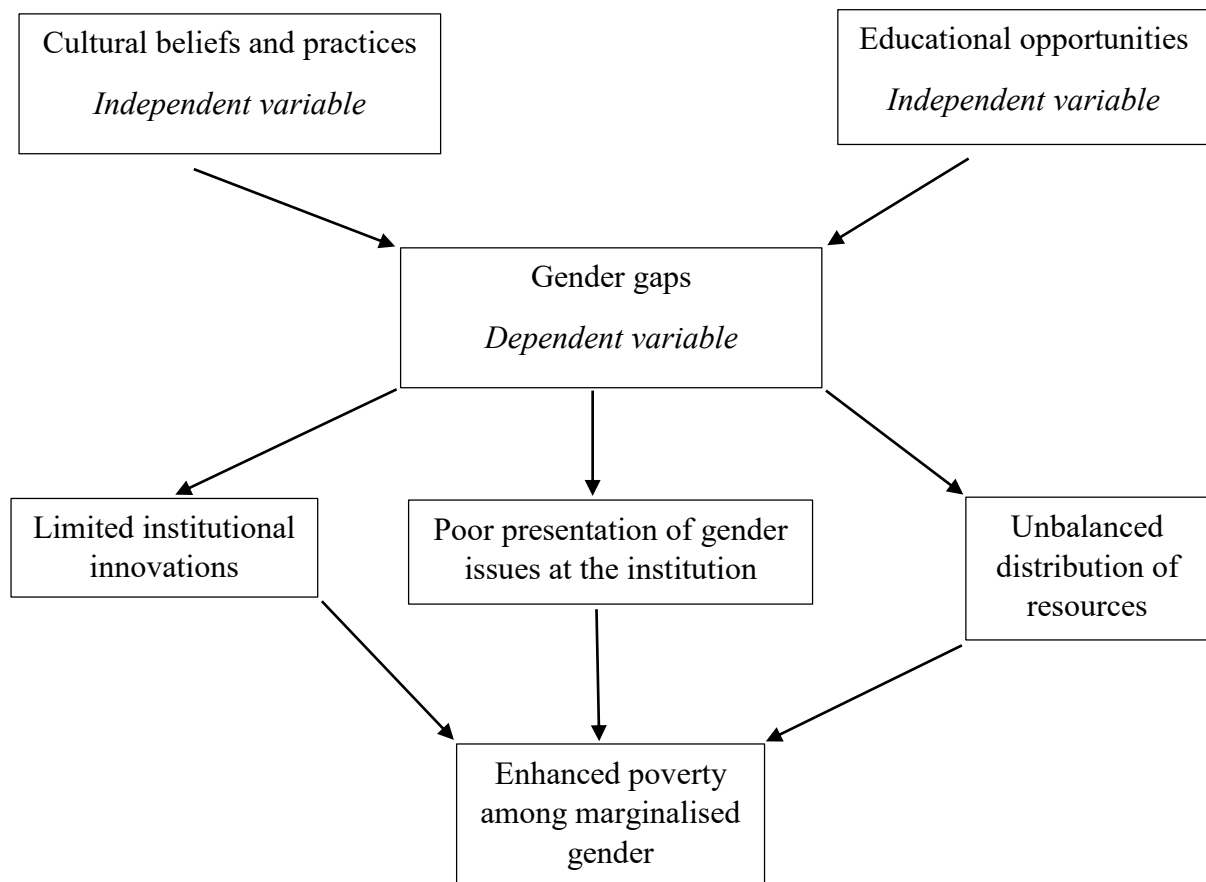 Cultural beliefs and practices
Independent variable
Educational opportunities
Independent variable
Gender gaps
Dependent variable
Limited institutional
innovations
Poor presentation of gender
issues at the institution
Unbalanced
distribution of
resources
Enhanced poverty
among marginalised
gender